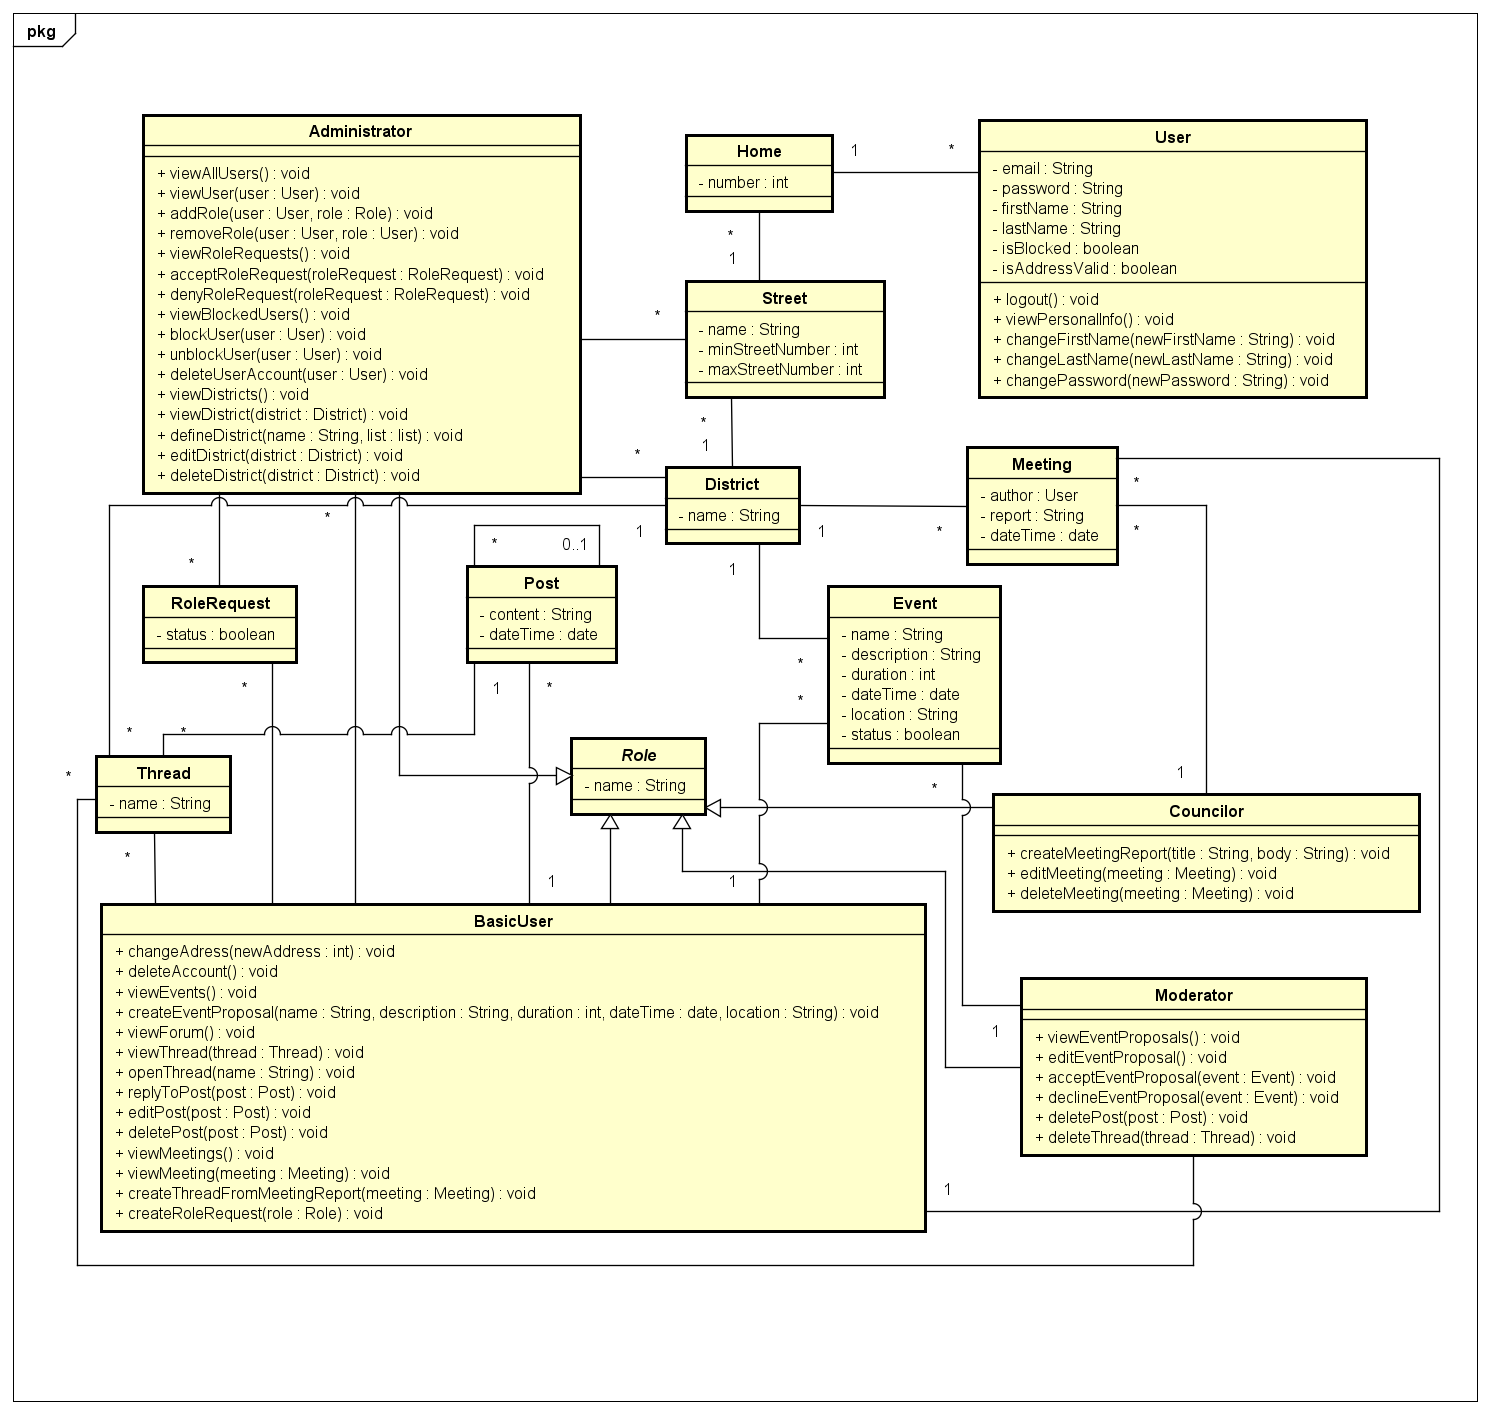 pkg
Administrator
+ viewAllUsers() : void
+ viewUser(user : User) : void
+ addRole(user : User, role : Role) : void
+ removeRole(user : User, role : User) : void
+ viewRoleRequests() : void
+ acceptRoleRequest(roleRequest : RoleRequest) : void
+ denyRoleRequest(roleRequest : RoleRequest) : void
+ viewBlockedUsers() : void
+ blockUser(user : User) : void
+ unblockUser(user : User) : void
+ deleteUserAccount(user : User) : void
+ viewDistricts() : void
+ viewDistrict(district : District) : void
+ defineDistrict(name : String, list : list) : void
+ editDistrict(district : District) : void
+ deleteDistrict(district : District) : void
Home
- number : int
1
*
User
- email : String
- password : String
- firstName : String
- lastName : String
- isBlocked : boolean
- isAddressValid : boolean
+ logout() : void
+ viewPersonalInfo() : void
+ changeFirstName(newFirstName : String) : void
+ changeLastName(newLastName : String) : void
+ changePassword(newPassword : String) : void
*
1
*
Street
- name : String
- minStreetNumber : int
- maxStreetNumber : int
*
1
*
District
- name : String
1
1
1
*
Meeting
- author : User
- report : String
- dateTime : date
*
*
*
*
RoleRequest
- status : boolean
*
*
0..1
Post
- content : String
- dateTime : date
1
*
Event
- name : String
- description : String
- duration : int
- dateTime : date
- location : String
- status : boolean
*
*
*
*
*
*
Thread
- name : String
*
Role
- name : String
1
Councilor
+ createMeetingReport(title : String, body : String) : void
+ editMeeting(meeting : Meeting) : void
+ deleteMeeting(meeting : Meeting) : void
1
1
BasicUser
+ changeAdress(newAddress : int) : void
+ deleteAccount() : void
+ viewEvents() : void
+ createEventProposal(name : String, description : String, duration : int, dateTime : date, location : String) : void
+ viewForum() : void
+ viewThread(thread : Thread) : void
+ openThread(name : String) : void
+ replyToPost(post : Post) : void
+ editPost(post : Post) : void
+ deletePost(post : Post) : void
+ viewMeetings() : void
+ viewMeeting(meeting : Meeting) : void
+ createThreadFromMeetingReport(meeting : Meeting) : void
+ createRoleRequest(role : Role) : void
1
1
Moderator
+ viewEventProposals() : void
+ editEventProposal() : void
+ acceptEventProposal(event : Event) : void
+ declineEventProposal(event : Event) : void
+ deletePost(post : Post) : void
+ deleteThread(thread : Thread) : void